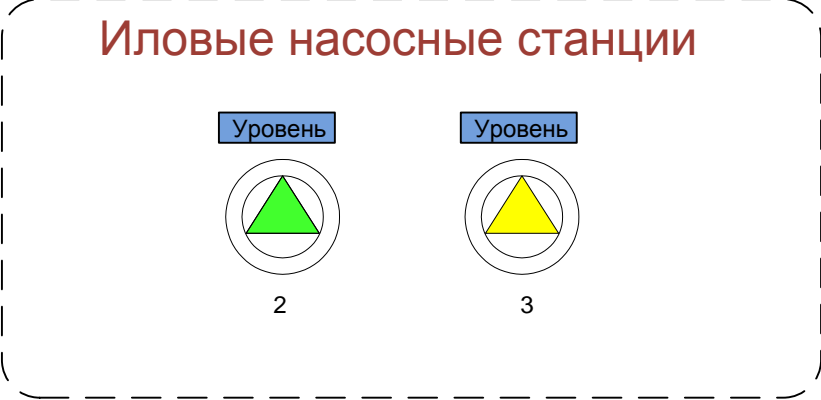 Иловые насосные станции
Уровень Уровень
2 3